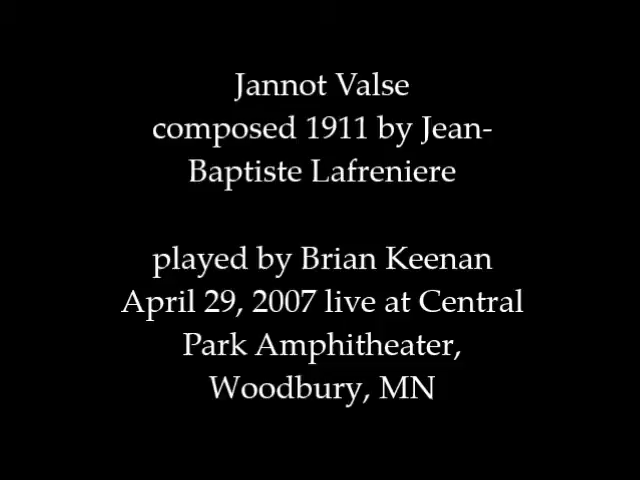 Jannot Valse
composed 1911 by Jean-
Baptiste Lafreniere
played by Brian Keenan
April 29, 2007 live at Central
Park Amphitheater,
Woodbury, MN